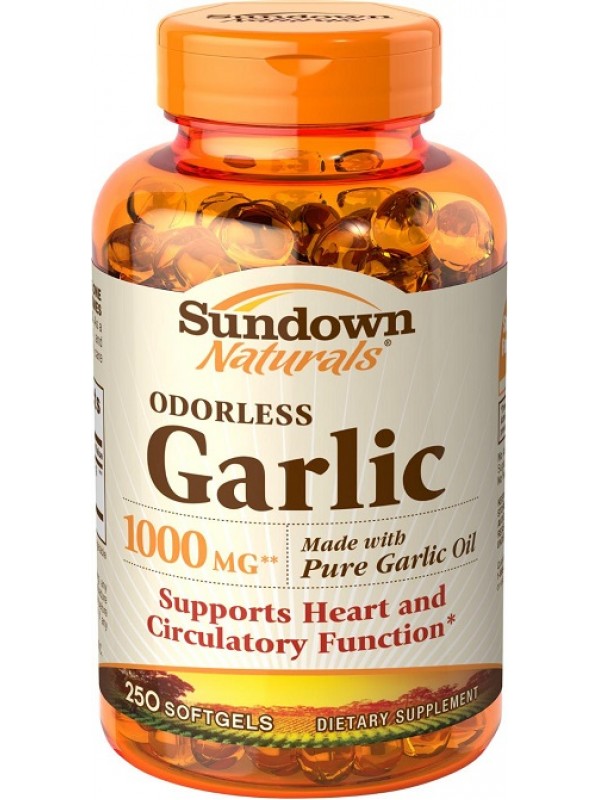 Sundown
Naturals®
ODORLESS
Garlic
1000 MG**
Made with
Pure Garlic Oil
Supports Heart and
Circulatory Function*
250 SOFTGELS
DIETARY SUPPLEMENT